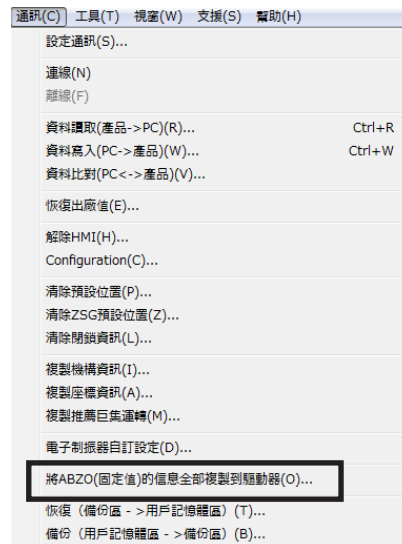 通訊(C) 工具(T) 視窗(W) 支援(S) 幫助(H)
設定通訊(S)...
連線(N)
離線(F)
資料讀取(產品->PC)(R)... Ctrl+R
資料寫入(PC->產品)(W)... Ctrl+W
資料比對(PC<->產品)(V)...
恢復出廠值(E)...
解除HMI(H)...
Configuration(C)...
清除預設位置(P)...
清除ZSG預設位置(Z)...
清除閉鎖資訊(L)...
複製機構資訊(I)...
複製座標資訊(A)...
複製推薦巨集運轉(M)...
電子制振器自訂設定(D)...
將ABZO(固定值)的信息全部複製到驅動器(O)...
恢復（備份區 - >用戶記憶體區）(T)...
備份（用戶記憶體區 - >備份區）(B)...